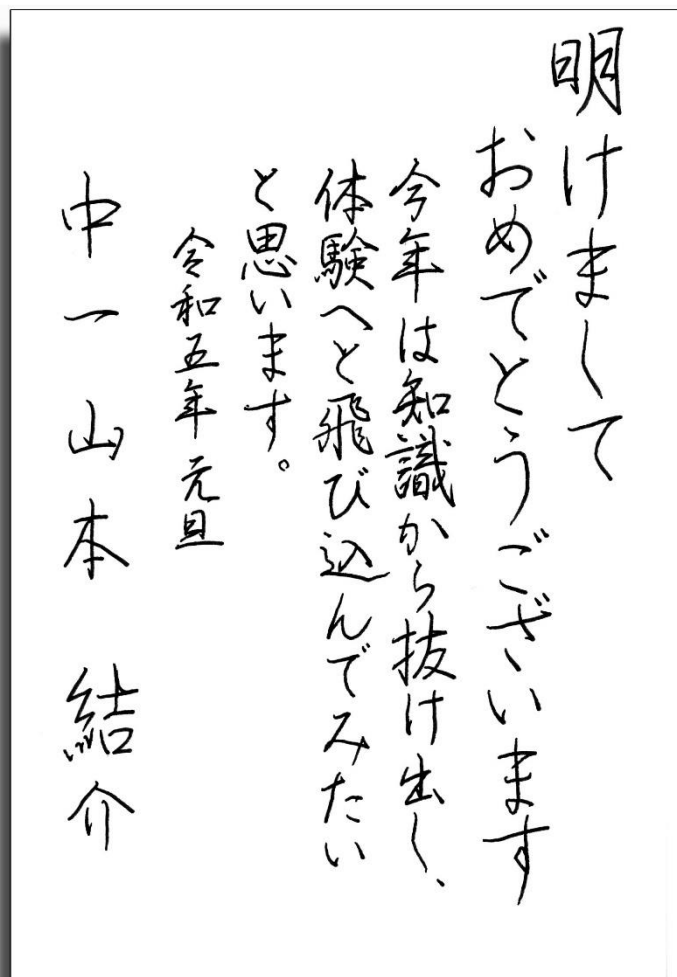 明けまして
おめでとうございます
今年は知識から抜け出し、
体験へと飛び込んでみたい
と思います。
令和五年 元旦
中一 山本 結介